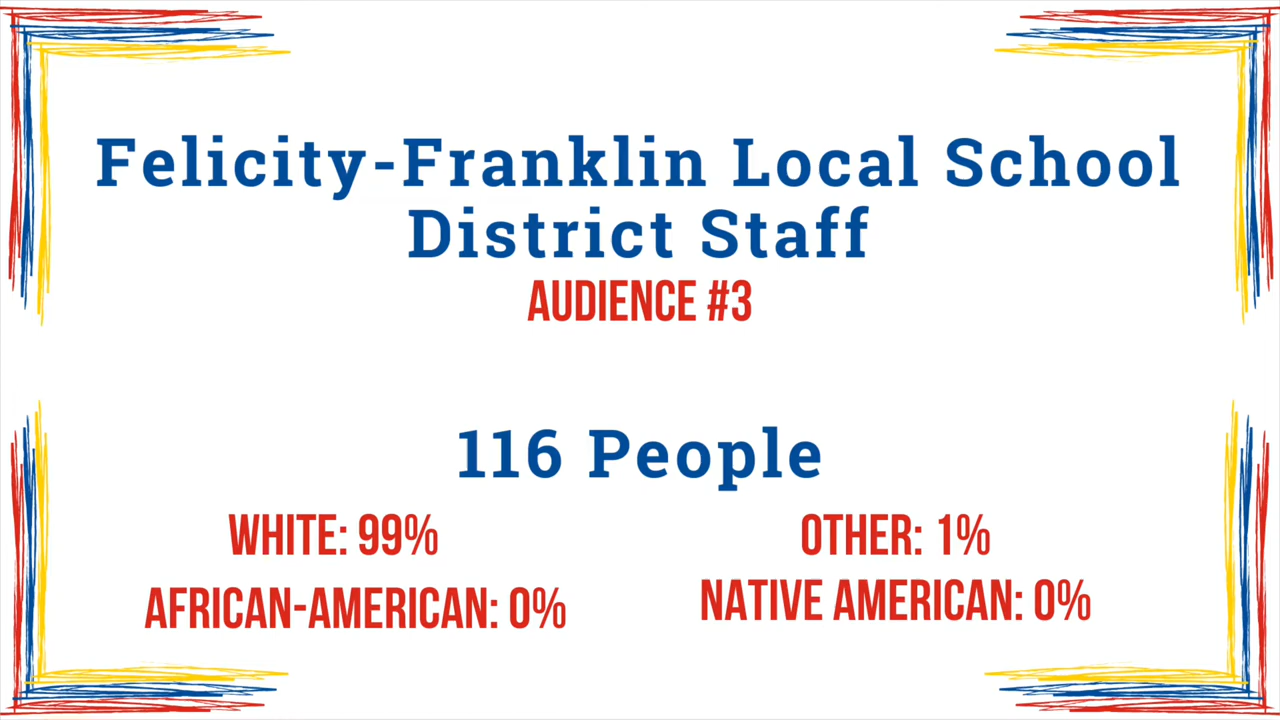 Felicity-Franklin Local School
District Staff
AUDIENCE #3
116 People
WHITE: 99%
OTHER: 1%
AFRICAN-AMERICAN: 0%
NATIVE AMERICAN: 0%